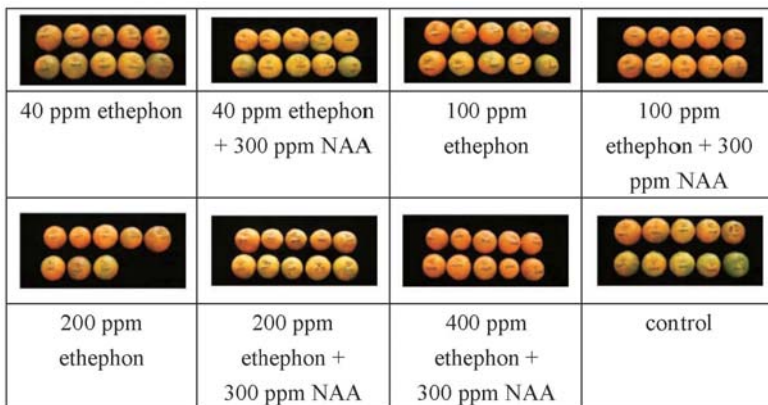 40 ppm ethephon
40 ppm ethephon
+ 300 ppm NAA
100 ppm
ethephon
100 ppm
ethephon + 300
ppm NAA
200 ppm
ethephon
200 ppm
ethephon +
300 ppm NAA
400 ppm
ethephon +
300 ppm NAA
control